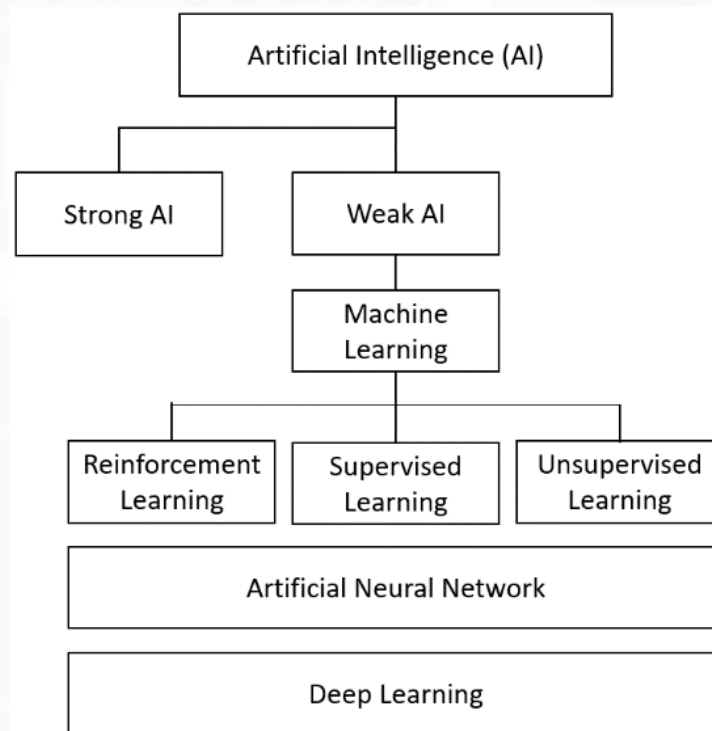 Artificial Intelligence (AI)
Strong AI
Weak AI
Machine
Learning
Reinforcement
Learning
Supervised
Learning
Unsupervised
Learning
Artificial Neural Network
Deep Learning